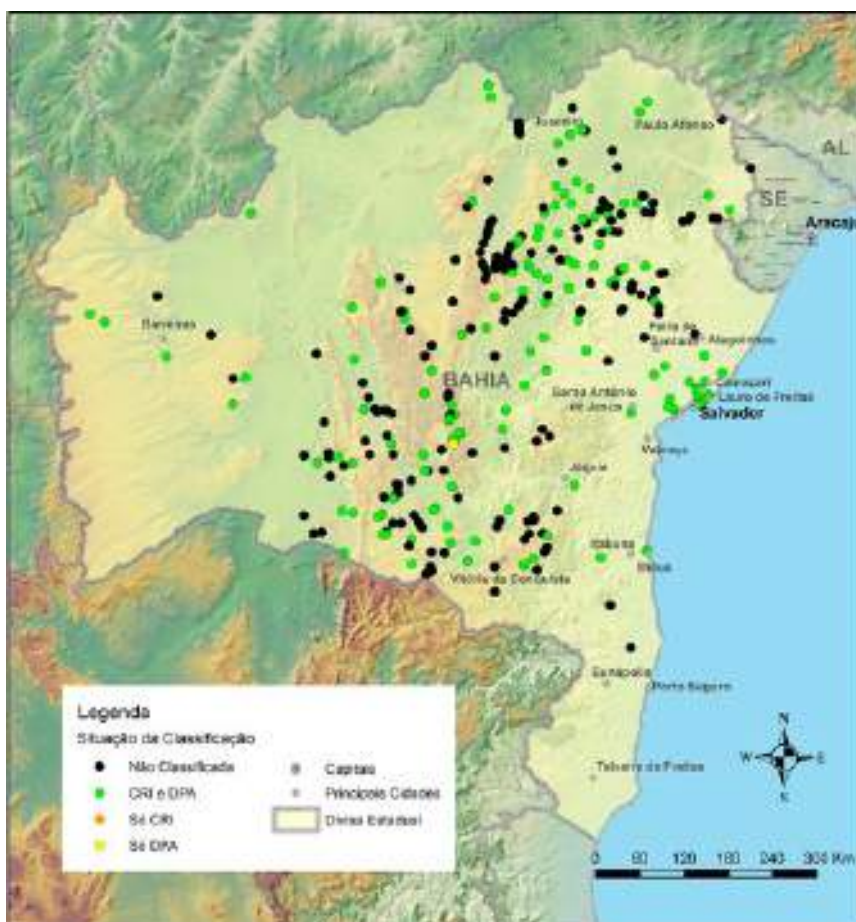 Juazeiro
Paulo Afonso
AL
SE
Aracaju
Barreiras
Feira de
Santana
Alagoinhas
BAHIA
Camaçari
Santo Antônio
de Jesus
Lauro de Freitas
Salvador
Valença
Jequié
Itabuna
Ilhéus
Vitória da Conquista
Eunápolis
Porto Seguro
Teixeira de Freitas
Legenda
Situação da Classificação
Não Classificada
CRI e DPA
Só CRI
Só DPA
Capitais
Principais Cidades
Divisa Estadual
N
W
E
S
0 60 120 180 240 300 Km